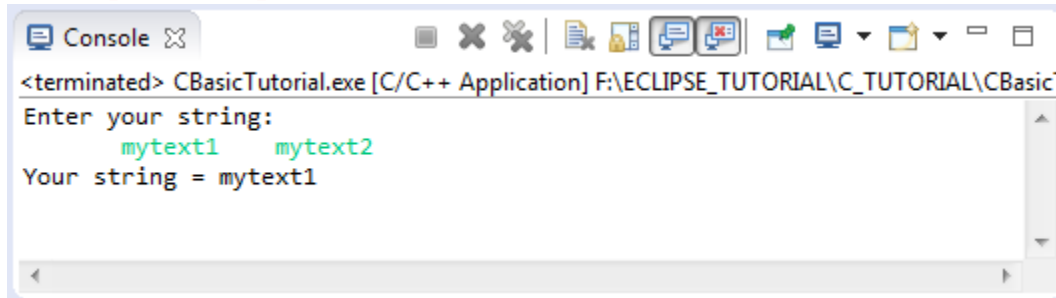 Console
<terminated> CBasicTutorial.exe [C/C++ Application] F:\ECLIPSE_TUTORIAL\C_TUTORIAL\CBasic
Enter your string:
      mytext1    mytext2
Your string = mytext1